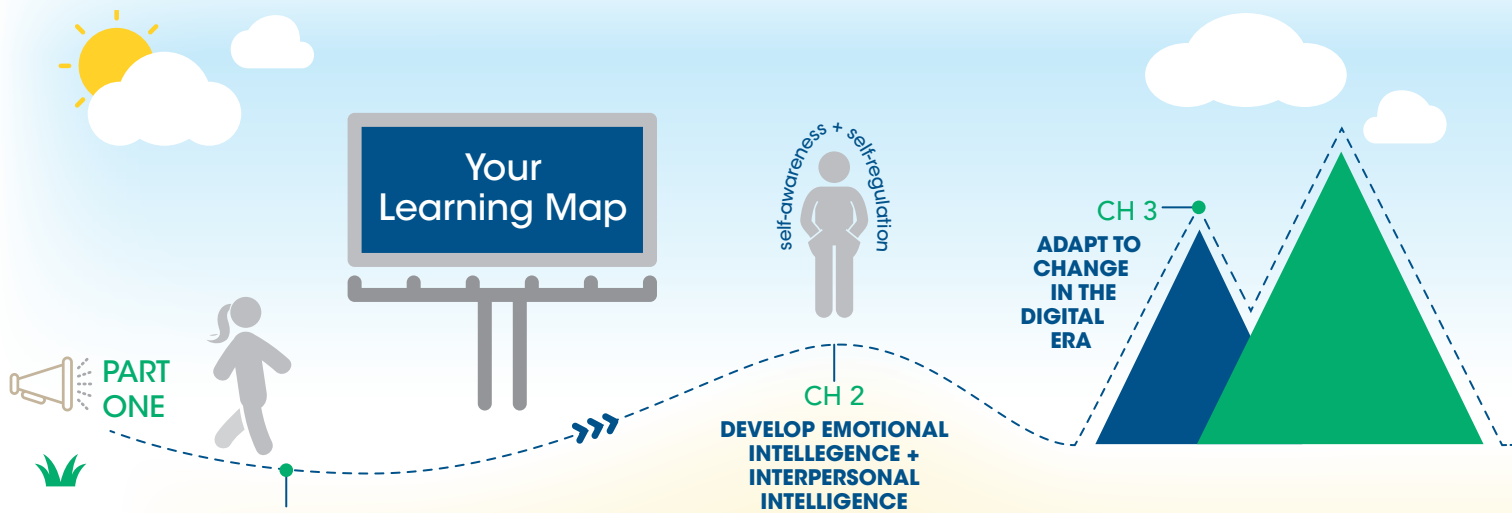 Your
Learning Map
PART
ONE
self-awareness + self-regulation
CH 2
DEVELOP EMOTIONAL
INTELLEGENCE +
INTERPERSONAL
INTELLIGENCE
CH 3
ADAPT TO
CHANGE
IN THE
DIGITAL
ERA